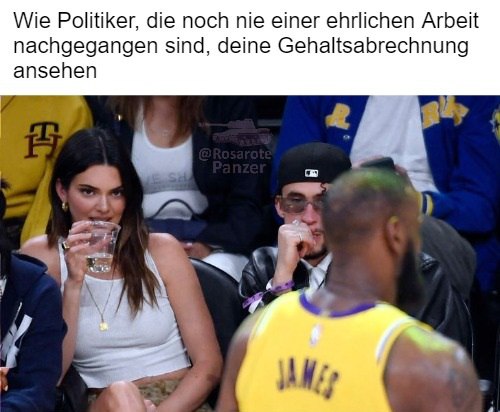 Wie Politiker, die noch nie einer ehrlichen Arbeit
nachgegangen sind, deine Gehaltsabrechnung
ansehen
@Rosarote
Panzer
JAMES